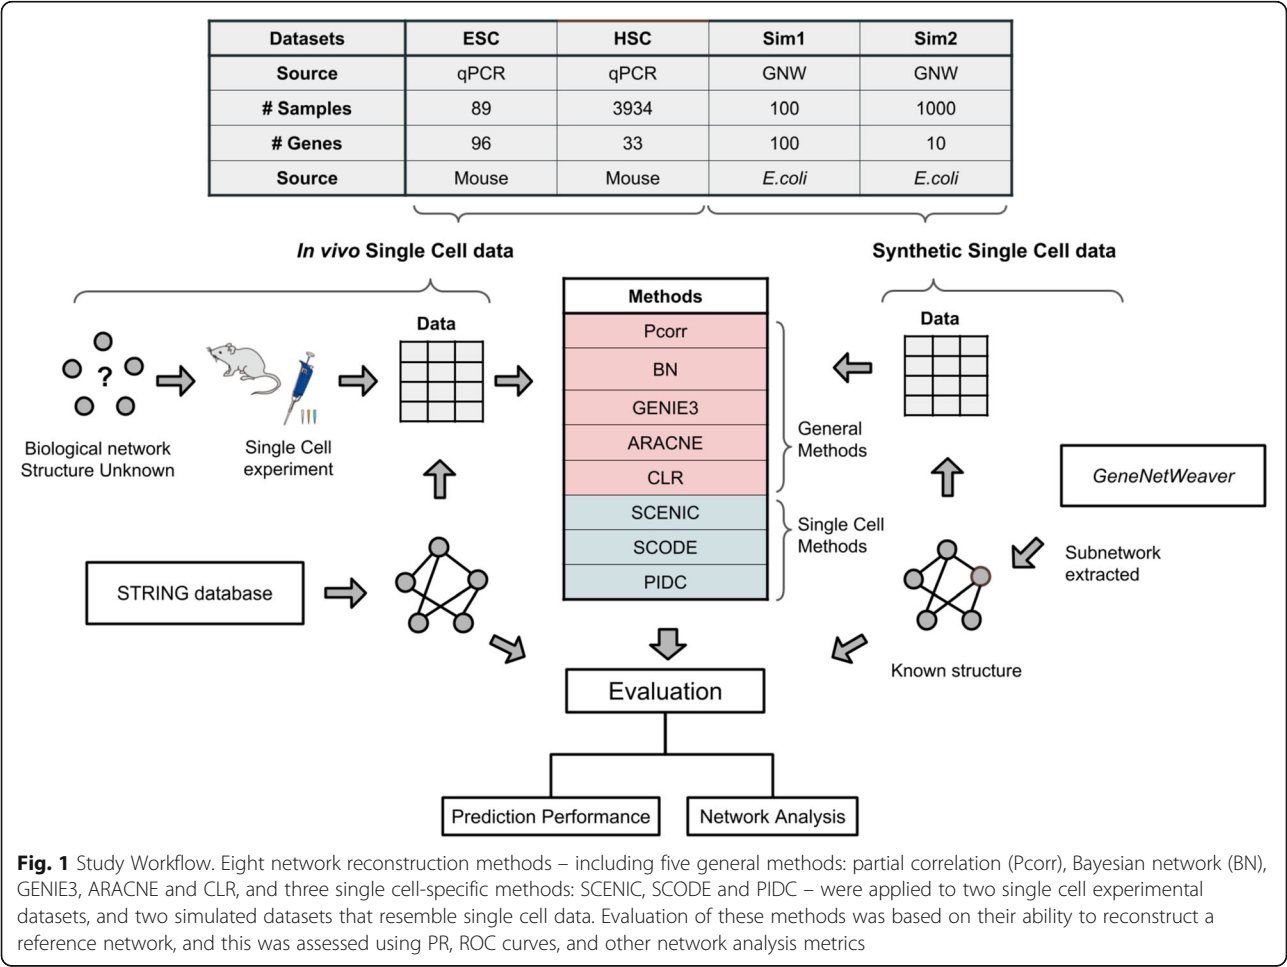 Datasets ESC HSC Sim1 Sim2
Source qPCR qPCR GNW GNW
# Samples 89 3934 100 1000
# Genes 96 33 100 10
Source Mouse Mouse E.coli E.coli
In vivo Single Cell data
Synthetic Single Cell data
Methods
Pcorr
BN
GENIE3
ARACNE
CLR
SCENIC
SCODE
PIDC
General
Methods
Single Cell
Methods
Data
?
Biological network
Structure Unknown
Single Cell
experiment
STRING database
Data
GeneNetWeaver
Subnetwork
extracted
Known structure
Evaluation
Prediction Performance
Network Analysis
Fig. 1 Study Workflow. Eight network reconstruction methods – including five general methods: partial correlation (Pcorr), Bayesian network (BN),
GENIE3, ARACNE and CLR, and three single cell-specific methods: SCENIC, SCODE and PIDC – were applied to two single cell experimental
datasets, and two simulated datasets that resemble single cell data. Evaluation of these methods was based on their ability to reconstruct a
reference network, and this was assessed using PR, ROC curves, and other network analysis metrics